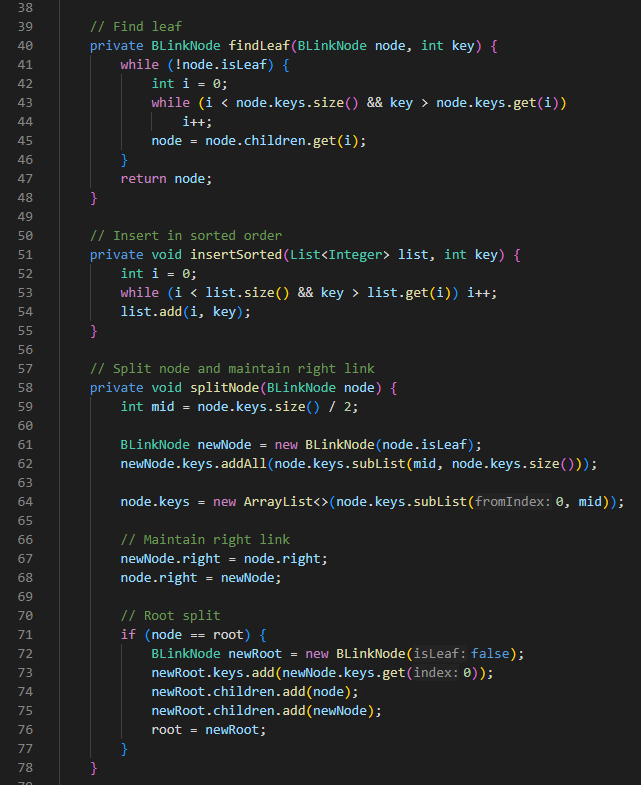 38
39 // Find leaf
40 private BLinkNode findLeaf(BLinkNode node, int key) {
41 while (!node.isLeaf) {
42 int i = 0;
43 while (i < node.keys.size() && key > node.keys.get(i))
44 i++;
45 node = node.children.get(i);
46 }
47 return node;
48 }
49
50 // Insert in sorted order
51 private void insertSorted(List<Integer> list, int key) {
52 int i = 0;
53 while (i < list.size() && key > list.get(i)) i++;
54 list.add(i, key);
55 }
56
57 // Split node and maintain right link
58 private void splitNode(BLinkNode node) {
59 int mid = node.keys.size() / 2;
60
61 BLinkNode newNode = new BLinkNode(node.isLeaf);
62 newNode.keys.addAll(node.keys.subList(mid, node.keys.size()));
63
64 node.keys = new ArrayList<>(node.keys.subList(fromIndex: 0, mid));
65
66 // Maintain right link
67 newNode.right = node.right;
68 node.right = newNode;
69
70 // Root split
71 if (node == root) {
72 BLinkNode newRoot = new BLinkNode(isLeaf: false);
73 newRoot.keys.add(newNode.keys.get(index: 0));
74 newRoot.children.add(node);
75 newRoot.children.add(newNode);
76 root = newRoot;
77 }
78 }